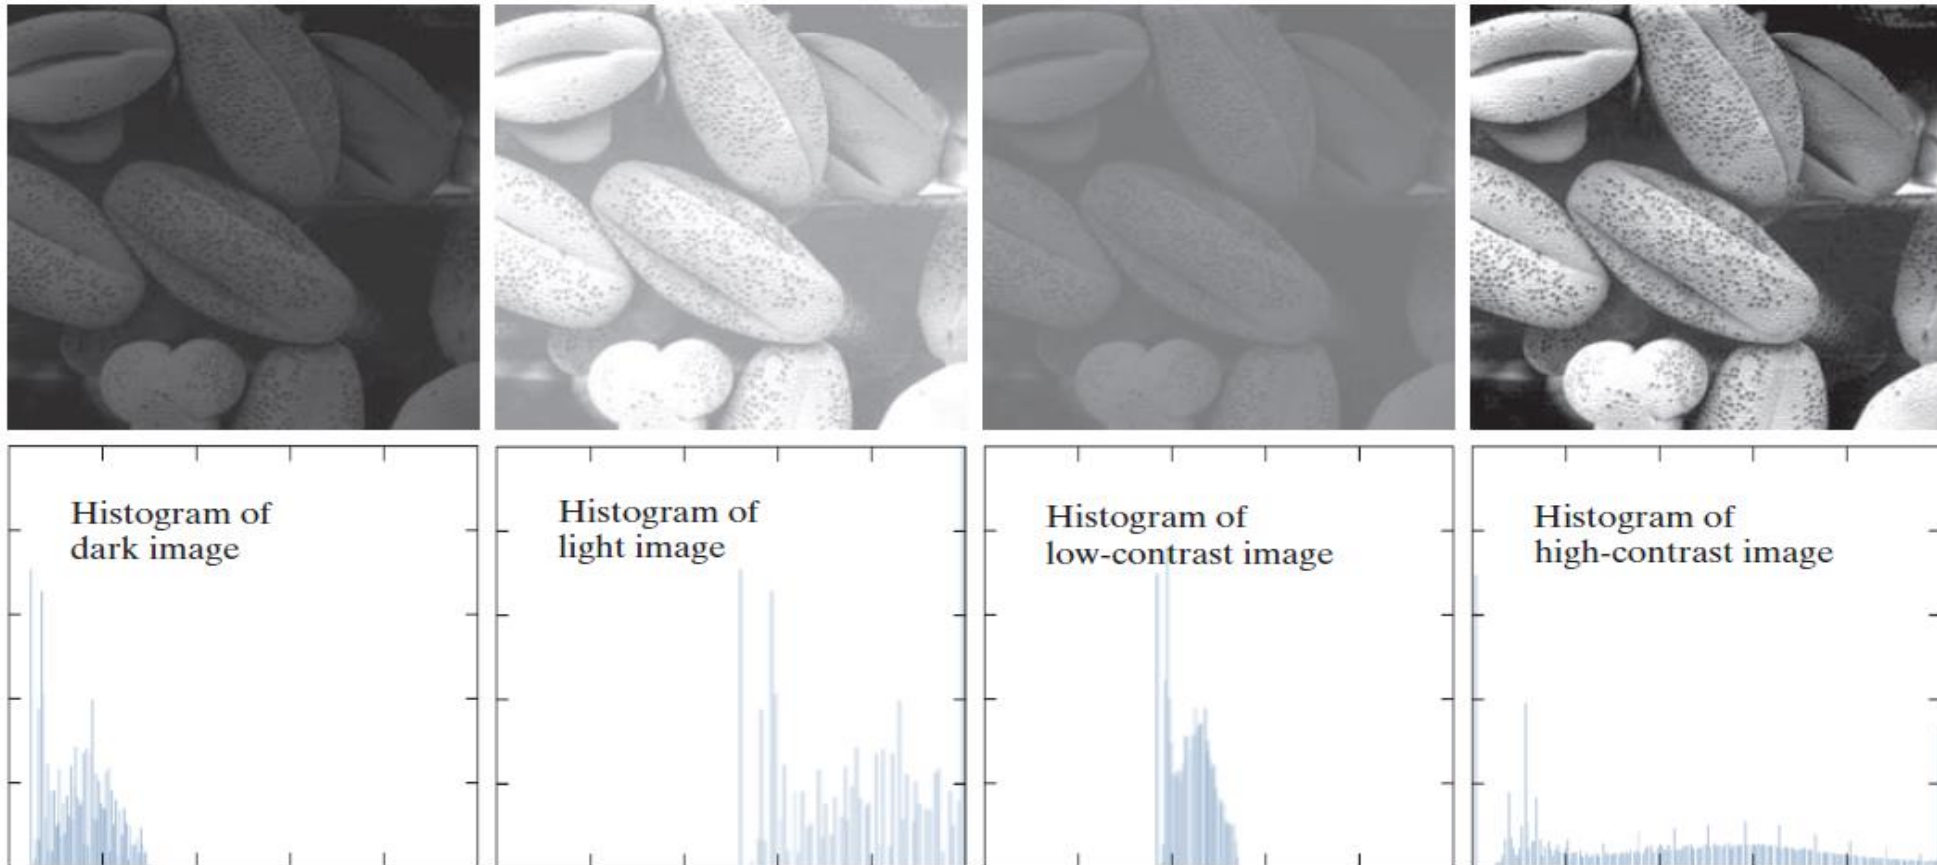 Histogram of
dark image
Histogram of
light image
Histogram of
low-contrast image
Histogram of
high-contrast image